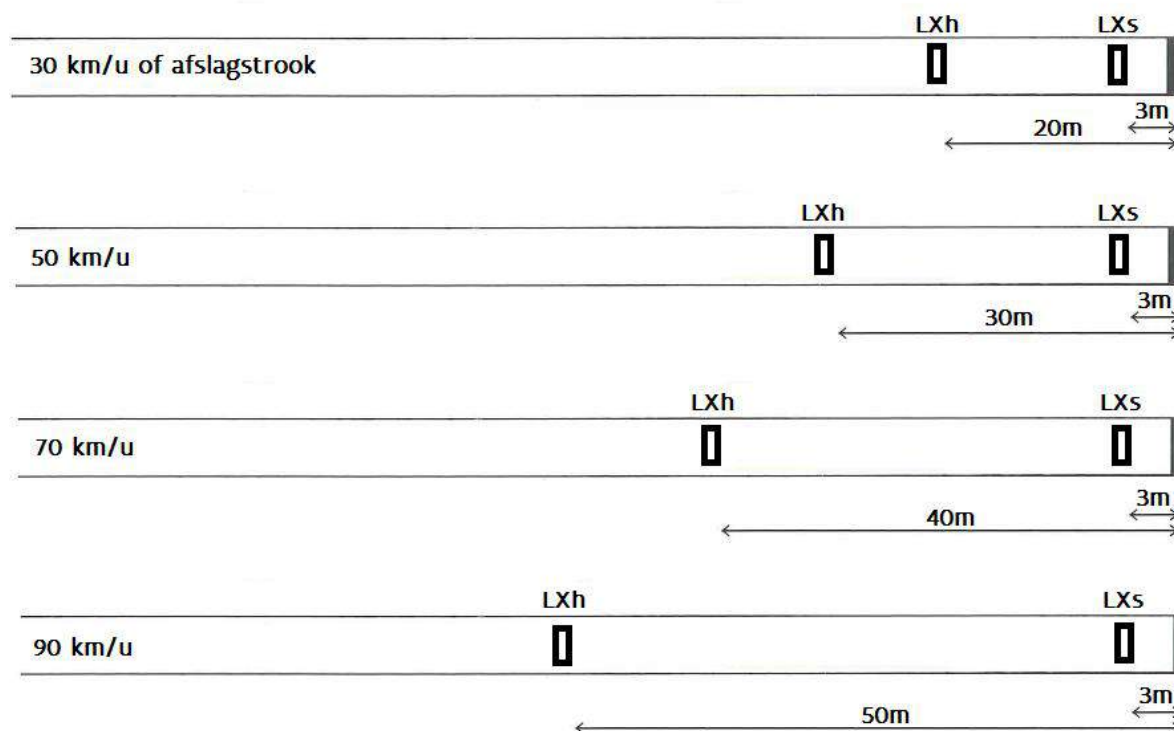 LXh LXs
30 km/u of afslagstrook
3m
20m
LXh LXs
50 km/u
3m
30m
LXh LXs
70 km/u
3m
40m
LXh LXs
90 km/u
3m
50m